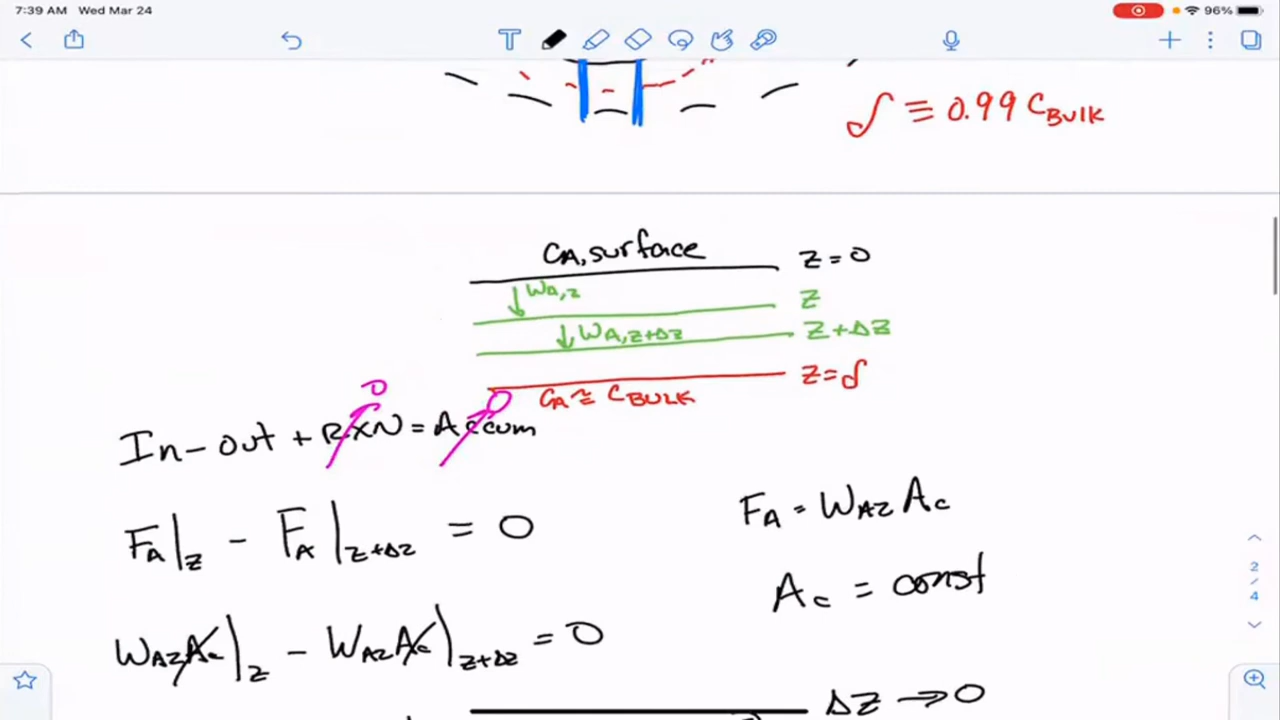 7:39 AM Wed Mar 24
96%
δ ≡ 0.99 C_BULK
C_A,surface
z = 0
W_A,z
z
W_A,z+Δz
z+Δz
z=δ
C_A ≅ C_BULK
0
0
In - out + RXN = Accum
F_A|_z - F_A|_z+Δz = 0
F_A = W_AZ A_c
A_c = const
W_AZ A_c|_z - W_AZ A_c|_z+Δz = 0
Δz → 0
2
/
4